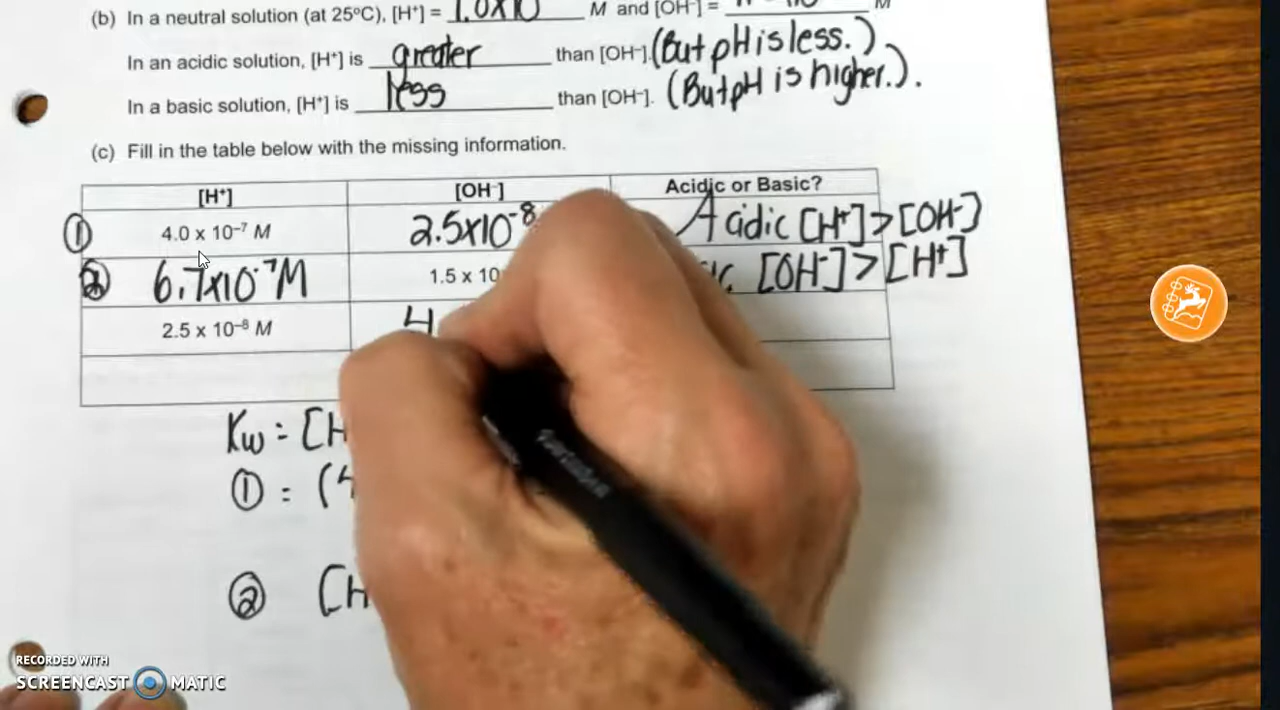 (b) In a neutral solution (at 25ºC), [H⁺] = 1.0x10 M and [OH⁻] = M
In an acidic solution, [H⁺] is greater than [OH⁻]. (But pH is less.)
In a basic solution, [H⁺] is less than [OH⁻]. (But pH is higher.).
(c) Fill in the table below with the missing information.
[H⁺] [OH⁻] Acidic or Basic?
① 4.0 x 10⁻⁷ M 2.5x10⁻⁸ Acidic [H⁺] > [OH⁻]
② 6.7x10⁻⁷M 1.5 x 10 [OH⁻] > [H⁺]
2.5 x 10⁻⁸ M 4
Kw = [H
① = (4
② [H
RECORDED WITH
SCREENCAST MATIC